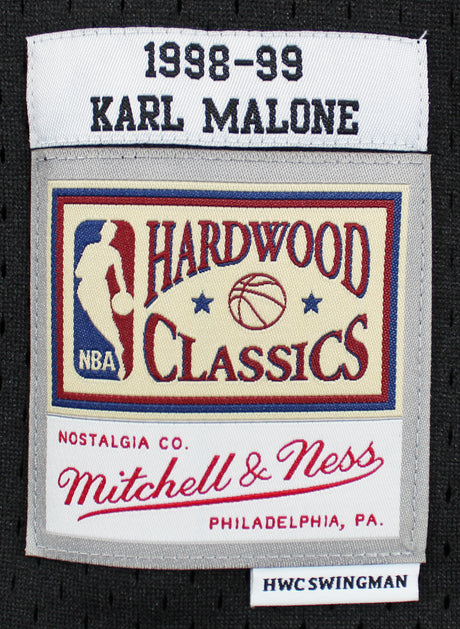 1998-99
KARL MALONE
HARDWOOD
NBA
CLASSICS
NOSTALGIA CO.
Mitchell & Ness
PHILADELPHIA, PA.
HWC SWINGMAN